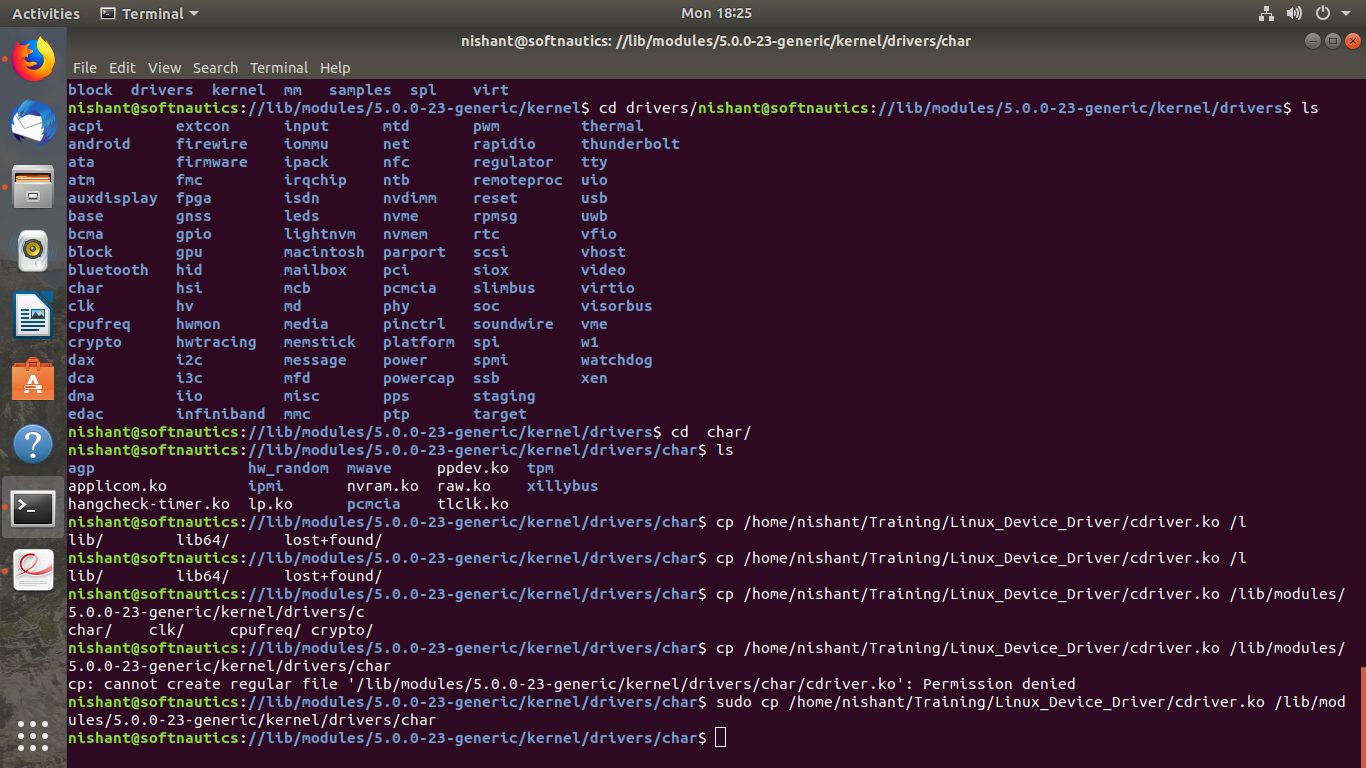 Activities Terminal Mon 18:25
nishant@softnautics: //lib/modules/5.0.0-23-generic/kernel/drivers/char
File Edit View Search Terminal Help
block drivers kernel mm samples spl virt
nishant@softnautics://lib/modules/5.0.0-23-generic/kernel$ cd drivers/nishant@softnautics://lib/modules/5.0.0-23-generic/kernel/drivers$ ls
acpi extcon input mtd pwm thermal
android firewire iommu net rapidio thunderbolt
ata firmware ipack nfc regulator tty
atm fmc irqchip ntb remoteproc uio
auxdisplay fpga isdn nvdimm reset usb
base gnss leds nvme rpmsg uwb
bcma gpio lightnvm nvmem rtc vfio
block gpu macintosh parport scsi vhost
bluetooth hid mailbox pci siox video
char hsi mcb pcmcia slimbus virtio
clk hv md phy soc visorbus
cpufreq hwmon media pinctrl soundwire vme
crypto hwtracing memstick platform spi w1
dax i2c message power spmi watchdog
dca i3c mfd powercap ssb xen
dma iio misc pps staging
edac infiniband mmc ptp target
nishant@softnautics://lib/modules/5.0.0-23-generic/kernel/drivers$ cd  char/
nishant@softnautics://lib/modules/5.0.0-23-generic/kernel/drivers/char$ ls
agp hw_random mwave ppdev.ko tpm
applicom.ko ipmi nvram.ko raw.ko xillybus
hangcheck-timer.ko lp.ko pcmcia tlclk.ko
nishant@softnautics://lib/modules/5.0.0-23-generic/kernel/drivers/char$ cp /home/nishant/Training/Linux_Device_Driver/cdriver.ko /l
lib/ lib64/ lost+found/
nishant@softnautics://lib/modules/5.0.0-23-generic/kernel/drivers/char$ cp /home/nishant/Training/Linux_Device_Driver/cdriver.ko /l
lib/ lib64/ lost+found/
nishant@softnautics://lib/modules/5.0.0-23-generic/kernel/drivers/char$ cp /home/nishant/Training/Linux_Device_Driver/cdriver.ko /lib/modules/
5.0.0-23-generic/kernel/drivers/c
char/ clk/ cpufreq/ crypto/
nishant@softnautics://lib/modules/5.0.0-23-generic/kernel/drivers/char$ cp /home/nishant/Training/Linux_Device_Driver/cdriver.ko /lib/modules/
5.0.0-23-generic/kernel/drivers/char
cp: cannot create regular file '/lib/modules/5.0.0-23-generic/kernel/drivers/char/cdriver.ko': Permission denied
nishant@softnautics://lib/modules/5.0.0-23-generic/kernel/drivers/char$ sudo cp /home/nishant/Training/Linux_Device_Driver/cdriver.ko /lib/mod
ules/5.0.0-23-generic/kernel/drivers/char
nishant@softnautics://lib/modules/5.0.0-23-generic/kernel/drivers/char$